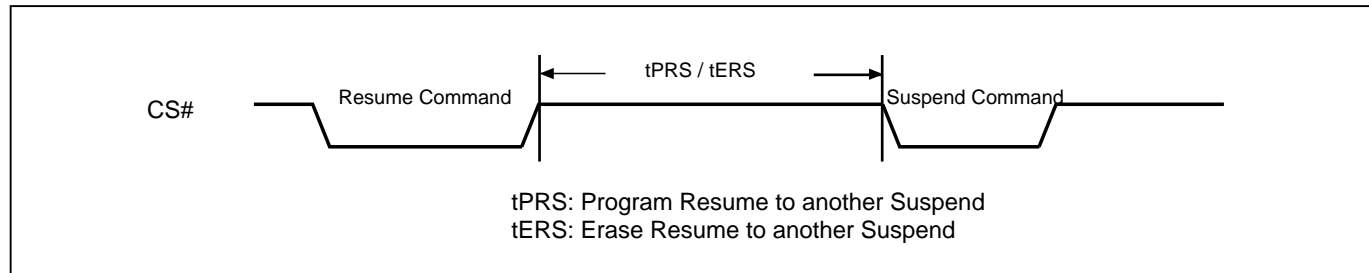 tPRS / tERS
Resume Command
Suspend Command
CS#
tPRS: Program Resume to another Suspend
tERS: Erase Resume to another Suspend